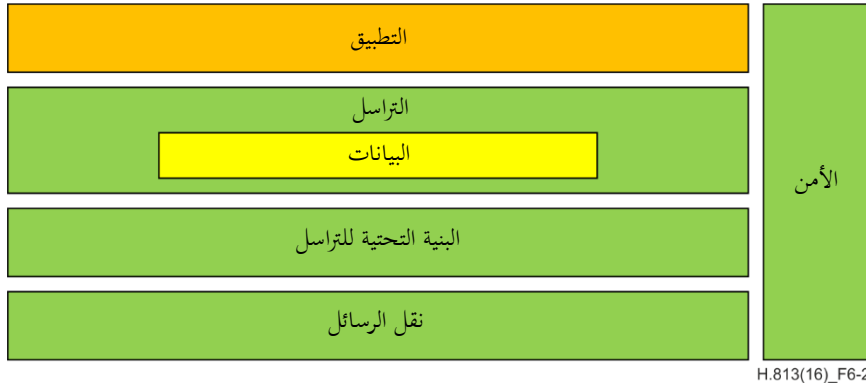 التطبيق
التراسل
البيانات
الأمن
البنية التحتية للتراسل
نقل الرسائل
H.813(16)_F6-2